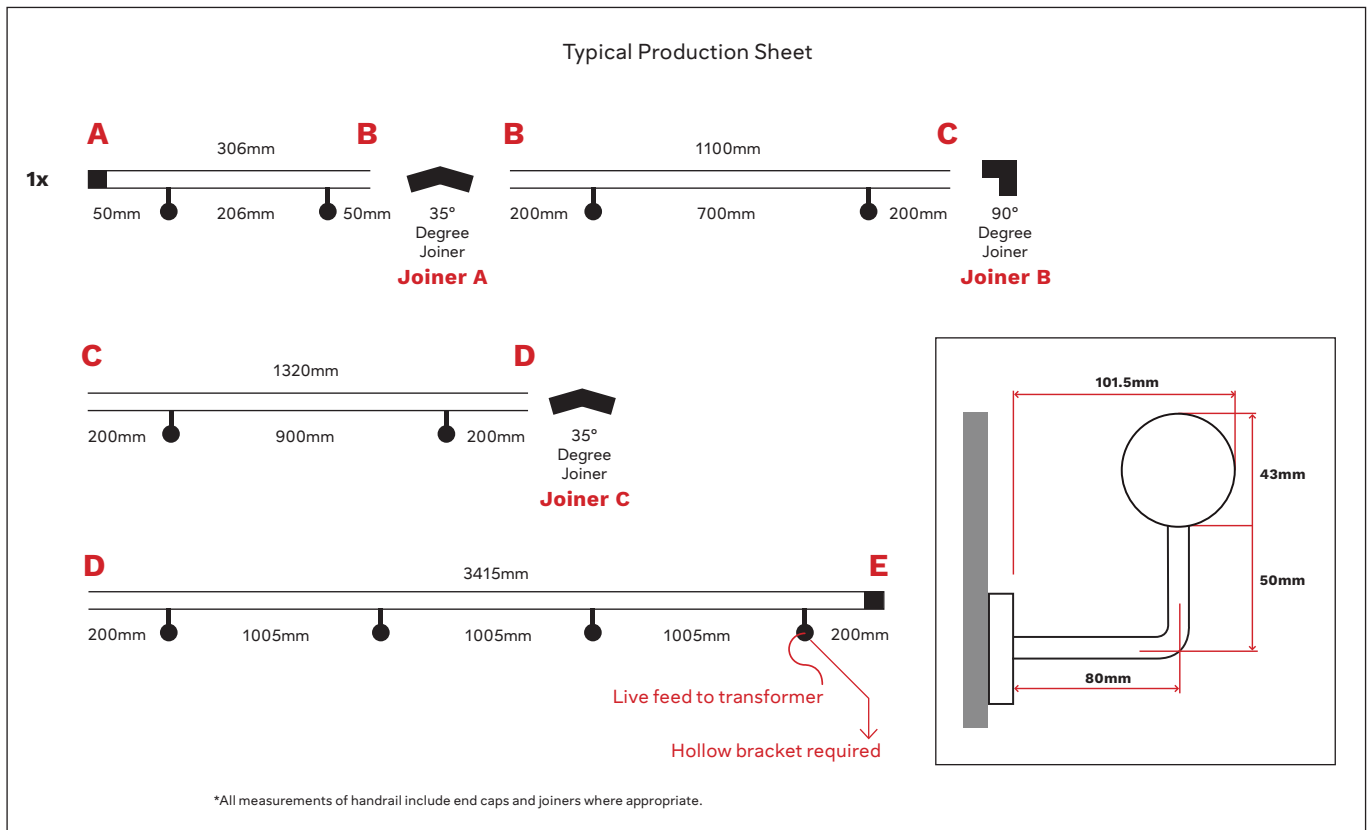 Typical Production Sheet
A
B
B
C
306mm
1100mm
1x
50mm
206mm
50mm
35°
Degree
Joiner
Joiner A
200mm
700mm
200mm
90°
Degree
Joiner
Joiner B
C
D
1320mm
200mm
900mm
200mm
35°
Degree
Joiner
Joiner C
101.5mm
43mm
50mm
80mm
D
E
3415mm
200mm
1005mm
1005mm
1005mm
200mm
Live feed to transformer
Hollow bracket required
*All measurements of handrail include end caps and joiners where appropriate.